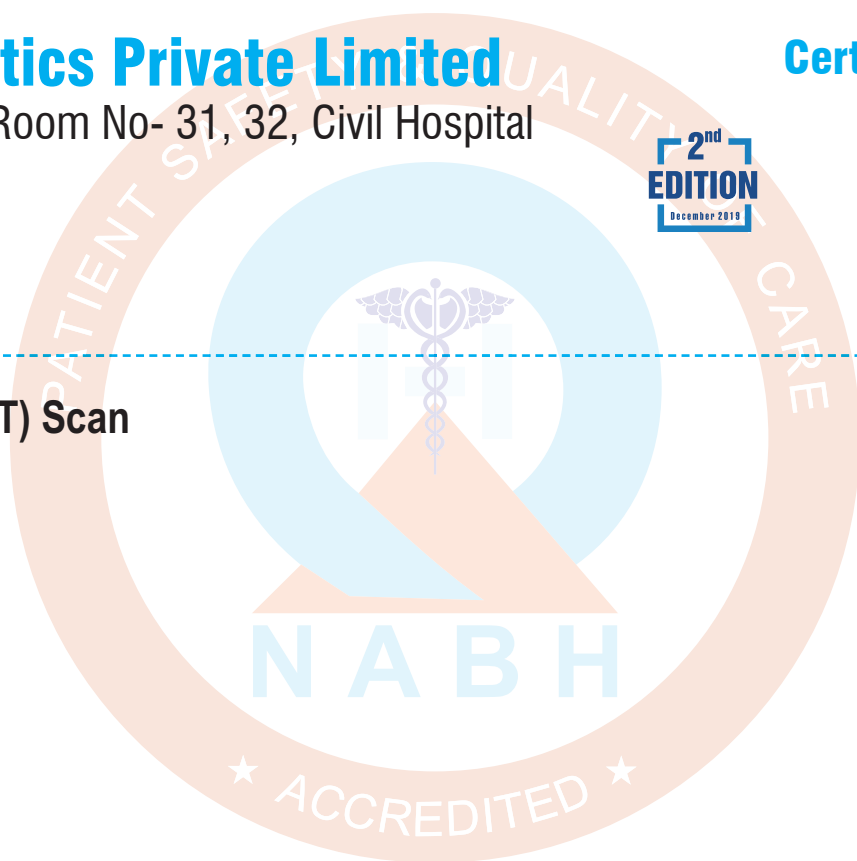 tics Private Limited
Cert
Room No- 31, 32, Civil Hospital
2nd
EDITION
December 2019
PATIENT SAFETY & QUALITY OF CARE
T) Scan
NABH
ACCREDITED